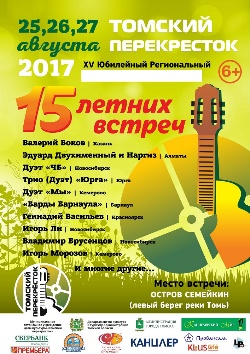 25,26,27
августа
2017
ТОМСКИЙ
ПЕРЕКРЕСТОК
XV Юбилейный Региональный
6+
15 летних
встреч
Валерий Боков | Казань
Эдуард Двухименный и Наргиз | Алматы
Дуэт «ЧБ» | Новосибирск
Трио (Дуэт) «Юрга» | Юрга
Дуэт «Мы» | Кемерово
«Барды Барнаула» | Барнаул
Геннадий Васильев | Красноярск
Игорь Ли | Новосибирск
Владимир Брусенцов | Новосибирск
Игорь Морозов | Кемерово
И многие другие...
Место встречи:
ОСТРОВ СЕМЕЙКИН
(левый берег реки Томь)
ТОМСКИЙ
ПЕРЕКРЕСТОК
СБЕРБАНК
ПРЕМЬЕРА
КАНЦЛЕР